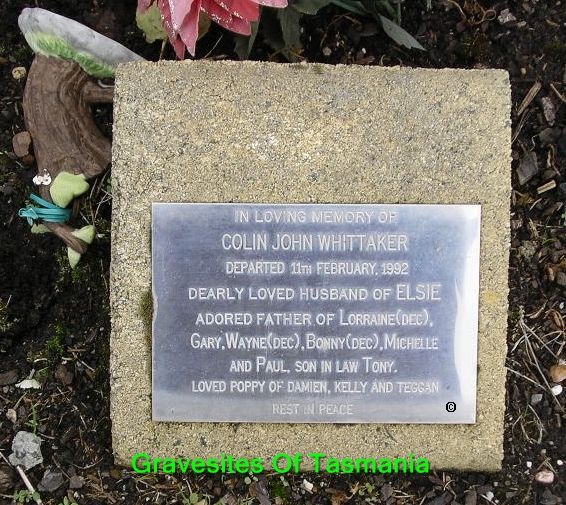 IN LOVING MEMORY OF
COLIN JOHN WHITTAKER
DEPARTED 11TH FEBRUARY, 1992
DEARLY LOVED HUSBAND OF ELSIE
ADORED FATHER OF LORRAINE(DEC),
GARY, WAYNE(DEC), BONNY(DEC), MICHELLE
AND PAUL, SON IN LAW TONY.
LOVED POPPY OF DAMIEN, KELLY AND TEGGAN
REST IN PEACE
©
Gravesites Of Tasmania